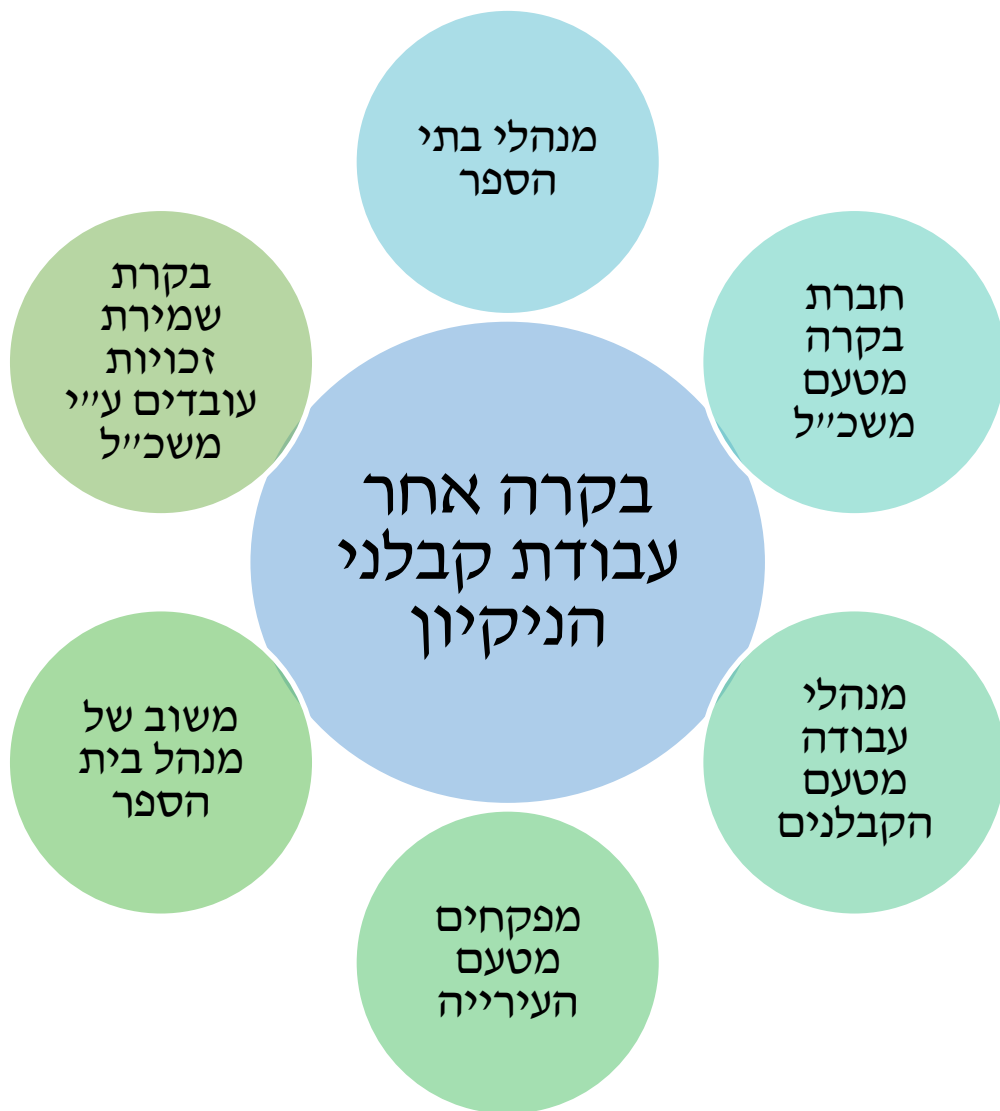 מנהלי בתי
הספר
חברת
בקרה
מטעם
משכ״ל
מנהלי
עבודה
מטעם
הקבלנים
מפקחים
מטעם
העירייה
משוב של
מנהל בית
הספר
בקרת
שמירת
זכויות
עובדים ע״י
משכ״ל
בקרה אחר
עבודת קבלני
הניקיון